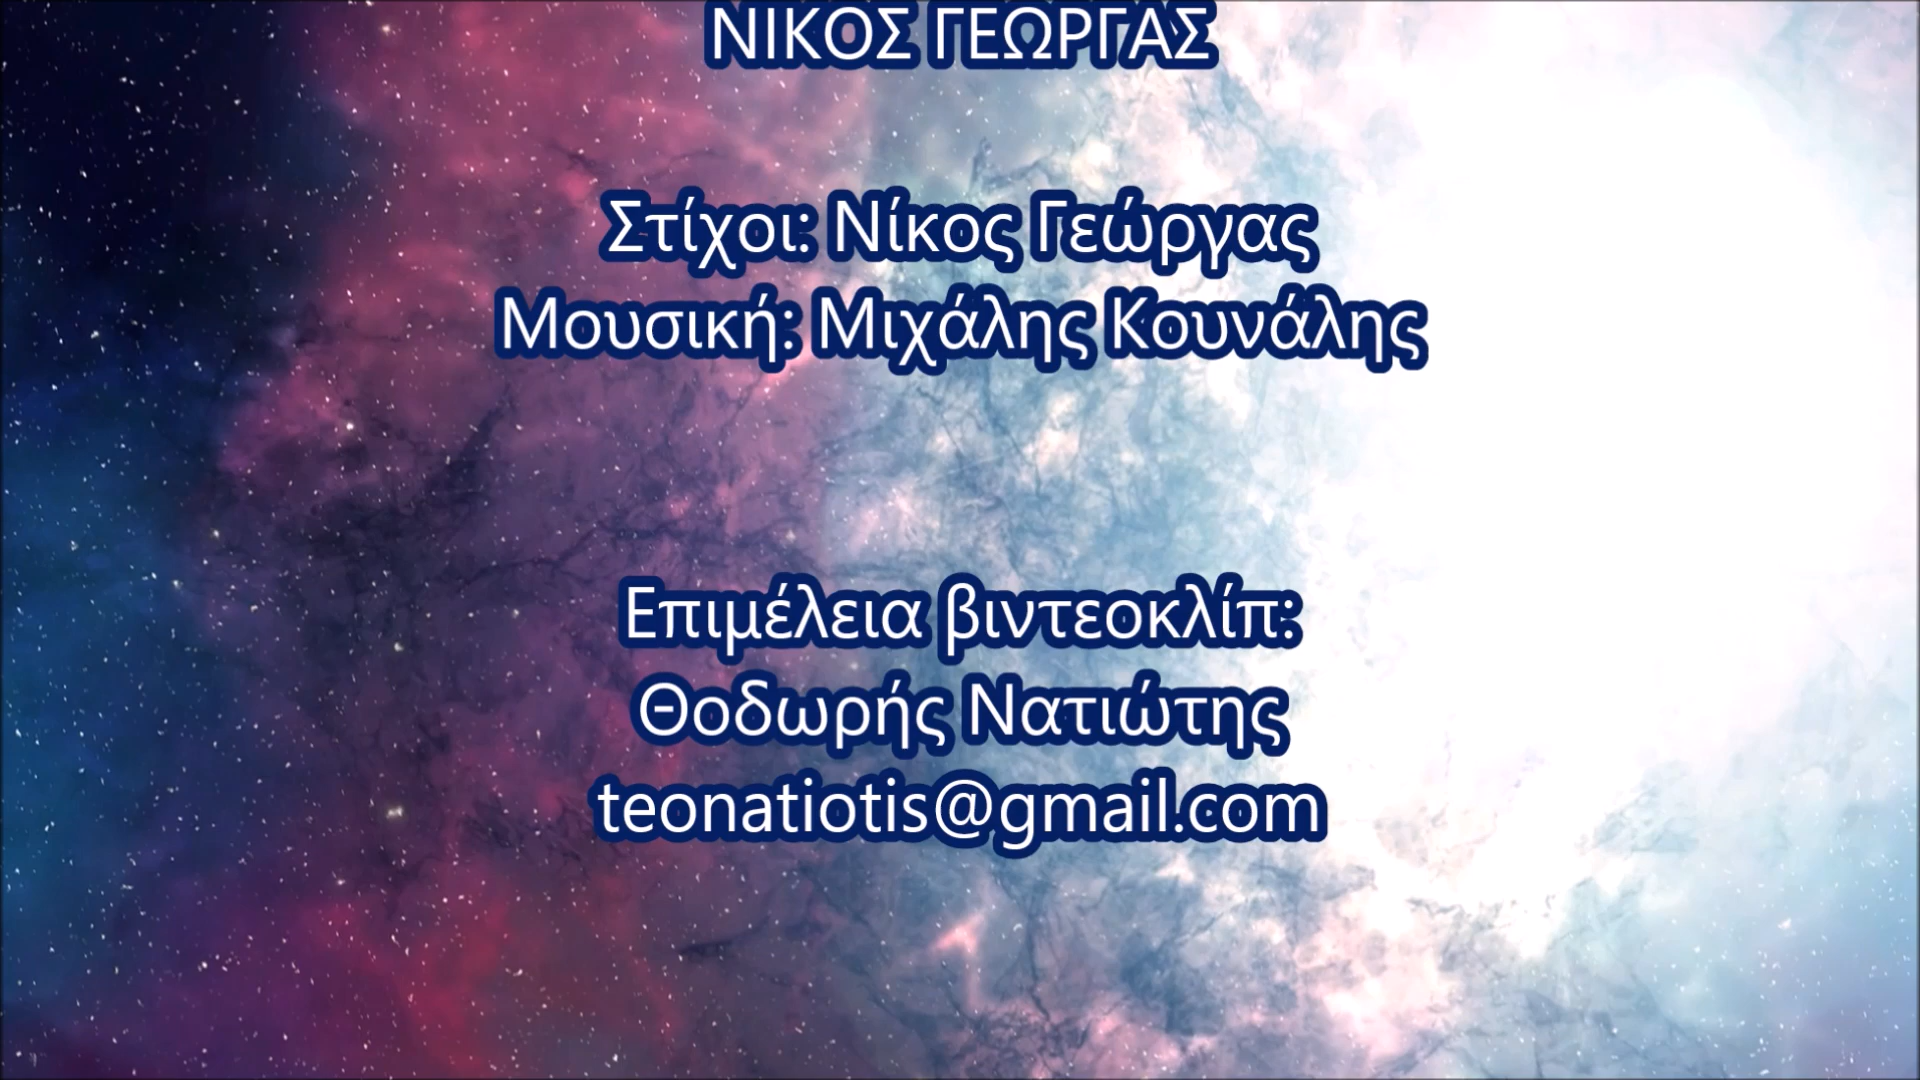 ΝΙΚΟΣ ΓΕΩΡΓΑΣ
Στίχοι: Νίκος Γεώργας
Μουσική: Μιχάλης Κουνάλης
Επιμέλεια βιντεοκλίπ:
Θοδωρής Νατιώτης
teonatiotis@gmail.com